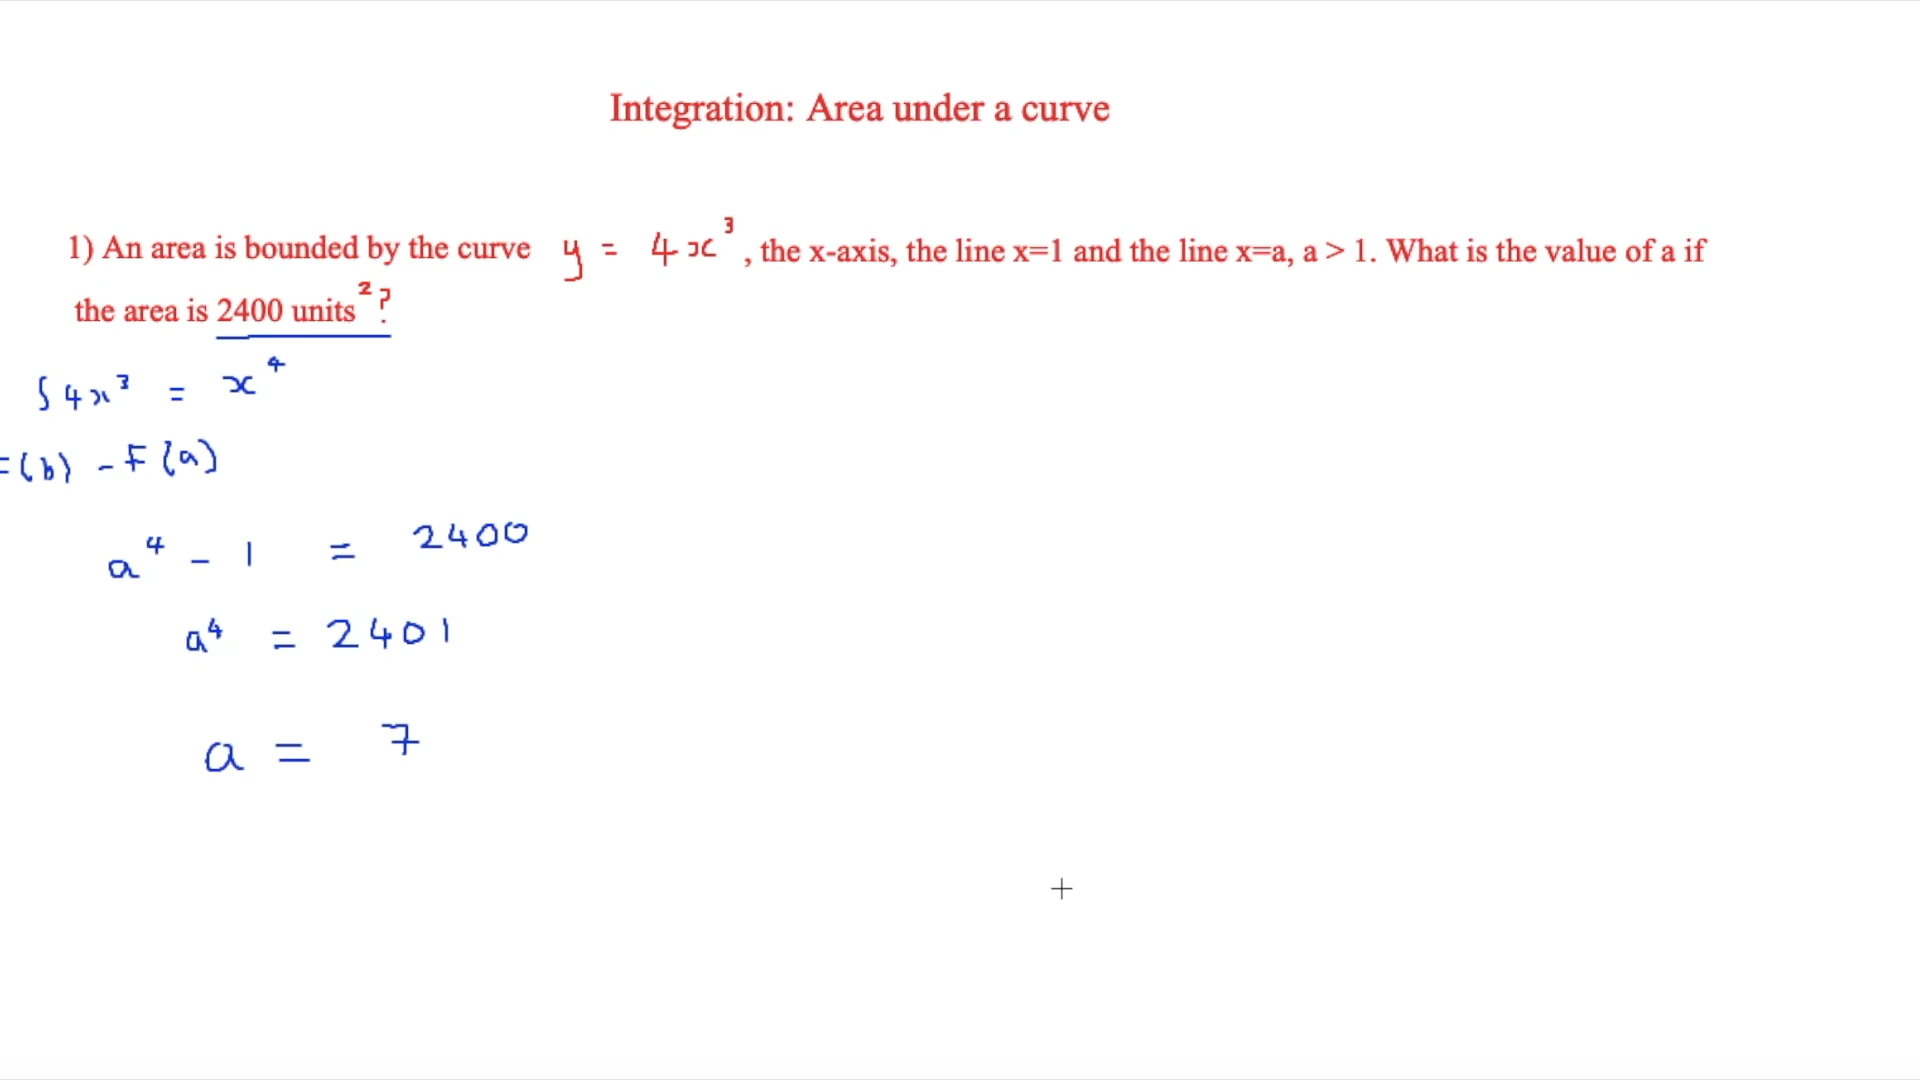 Integration: Area under a curve
1) An area is bounded by the curve y = 4x³, the x-axis, the line x=1 and the line x=a, a > 1. What is the value of a if
the area is 2400 units²?
∫4x³ = x⁴
F(b) - F(a)
a⁴ - 1 = 2400
a⁴ = 2401
a = 7